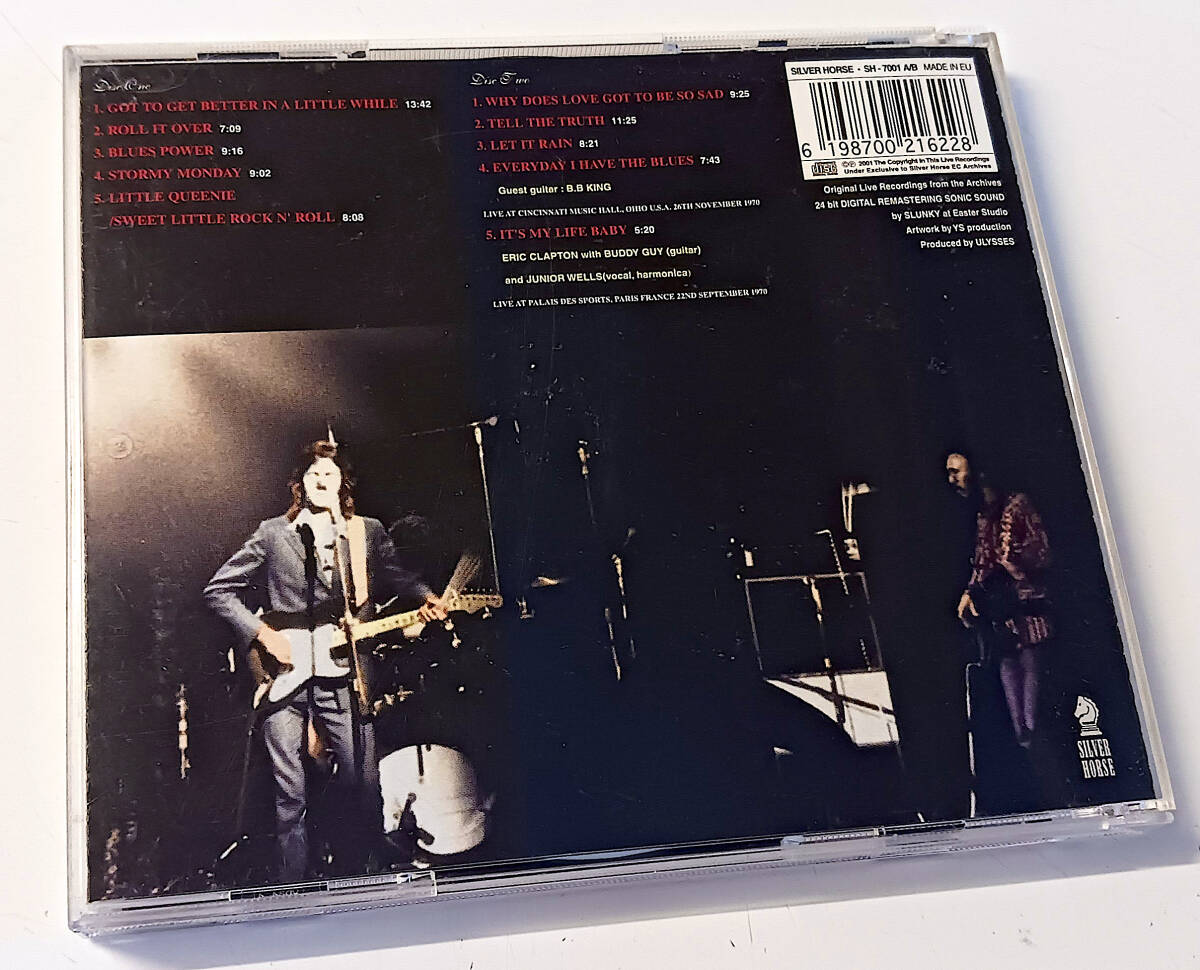 Disc One
1. GOT TO GET BETTER IN A LITTLE WHILE 13:42
2. ROLL IT OVER 7:09
3. BLUES POWER 9:16
4. STORMY MONDAY 9:02
5. LITTLE QUEENIE
/SWEET LITTLE ROCK N' ROLL 8:08
Disc Two
1. WHY DOES LOVE GOT TO BE SO SAD 9:25
2. TELL THE TRUTH 11:25
3. LET IT RAIN 8:21
4. EVERYDAY I HAVE THE BLUES 7:43
Guest guitar : B.B KING
LIVE AT CINCINNATI MUSIC HALL, OHIO U.S.A. 26TH NOVEMBER 1970
5. IT'S MY LIFE BABY 5:20
ERIC CLAPTON with BUDDY GUY (guitar)
and JUNIOR WELLS(vocal, harmonica)
LIVE AT PALAIS DES SPORTS, PARIS FRANCE 22ND SEPTEMBER 1970
SILVER HORSE • SH - 7001 A/B MADE IN EU
6 198700 216228
DISC
©℗ 2001 The Copyright In This Live Recordings
Under Exclusive to Silver Horse EC Archives
Original Live Recordings from the Archives
24 bit DIGITAL REMASTERING SONIC SOUND
by SLUNKY at Easter Studio
Artwork by YS production
Produced by ULYSSES
SILVER
HORSE